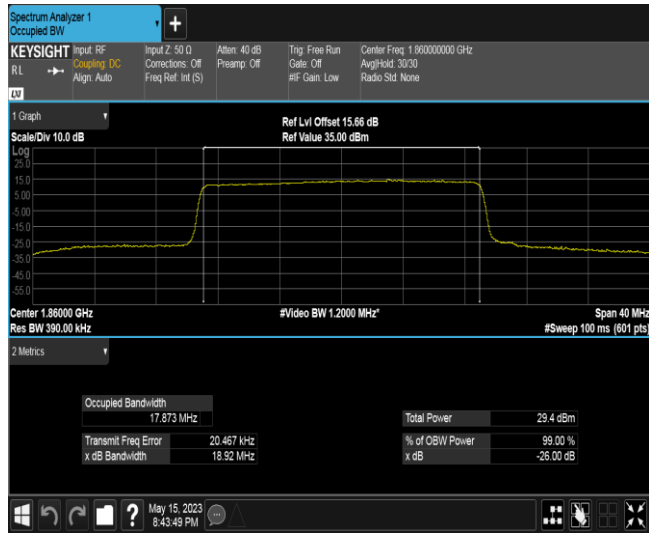 Spectrum Analyzer 1
Occupied BW
KEYSIGHT
RL
LXI
Input: RF
Coupling: DC
Align: Auto
Input Z: 50 Ω
Corrections: Off
Freq Ref: Int (S)
Atten: 40 dB
Preamp: Off
Trig: Free Run
Gate: Off
#IF Gain: Low
Center Freq: 1.860000000 GHz
Avg|Hold: 30/30
Radio Std: None
1 Graph
Scale/Div 10.0 dB
Ref Lvl Offset 15.66 dB
Ref Value 35.00 dBm
Log
25.0
15.0
5.00
-5.00
-15.0
-25.0
-35.0
-45.0
-55.0
Center 1.86000 GHz
Res BW 390.00 kHz
#Video BW 1.2000 MHz*
Span 40 MHz
#Sweep 100 ms (601 pts)
2 Metrics
Occupied Bandwidth
17.873 MHz
Transmit Freq Error 20.467 kHz
x dB Bandwidth 18.92 MHz
Total Power 29.4 dBm
% of OBW Power 99.00 %
x dB -26.00 dB
?
May 15, 2023
8:43:49 PM